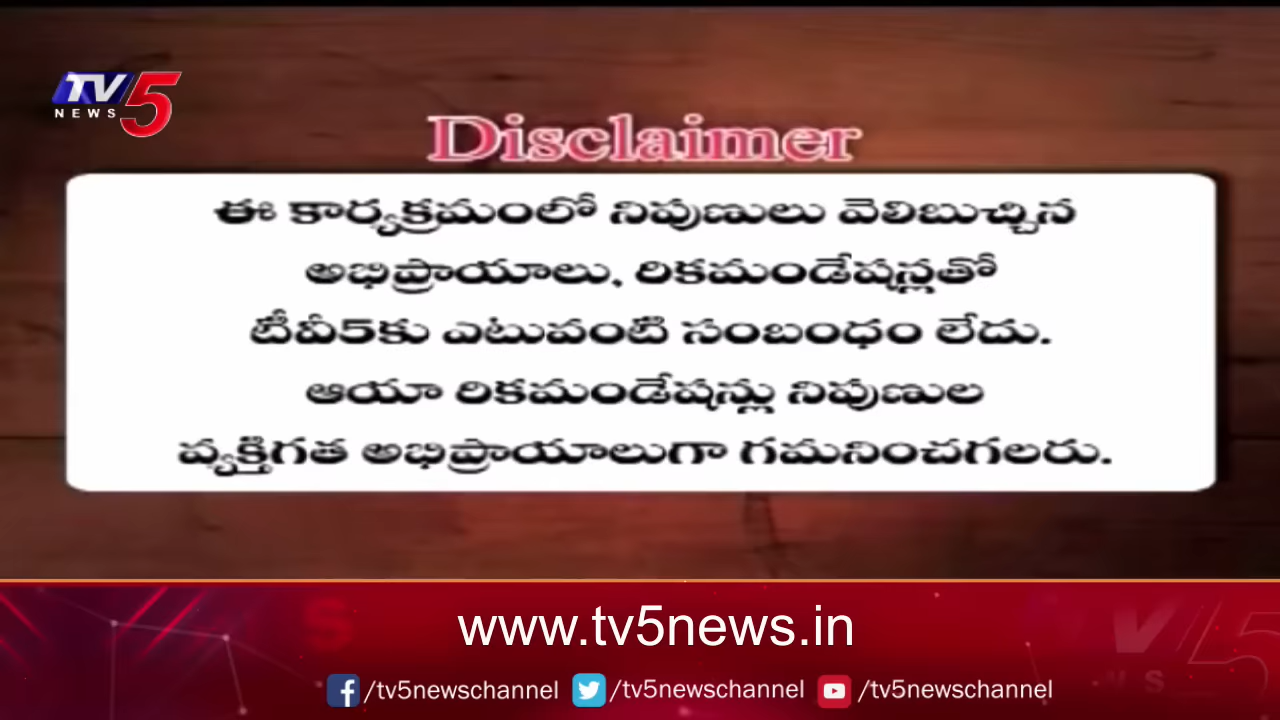 TV5
NEWS
Disclaimer
ఈ కార్యక్రమంలో నిపుణులు వెలిబుచ్చిన
అభిప్రాయాలు, రికమండేషన్లతో
టీవీ5కు ఎటువంటి సంబంధం లేదు.
ఆయా రికమండేషన్లు నిపుణుల
వ్యక్తిగత అభిప్రాయాలుగా గమనించగలరు.
www.tv5news.in
/tv5newschannel /tv5newschannel /tv5newschannel